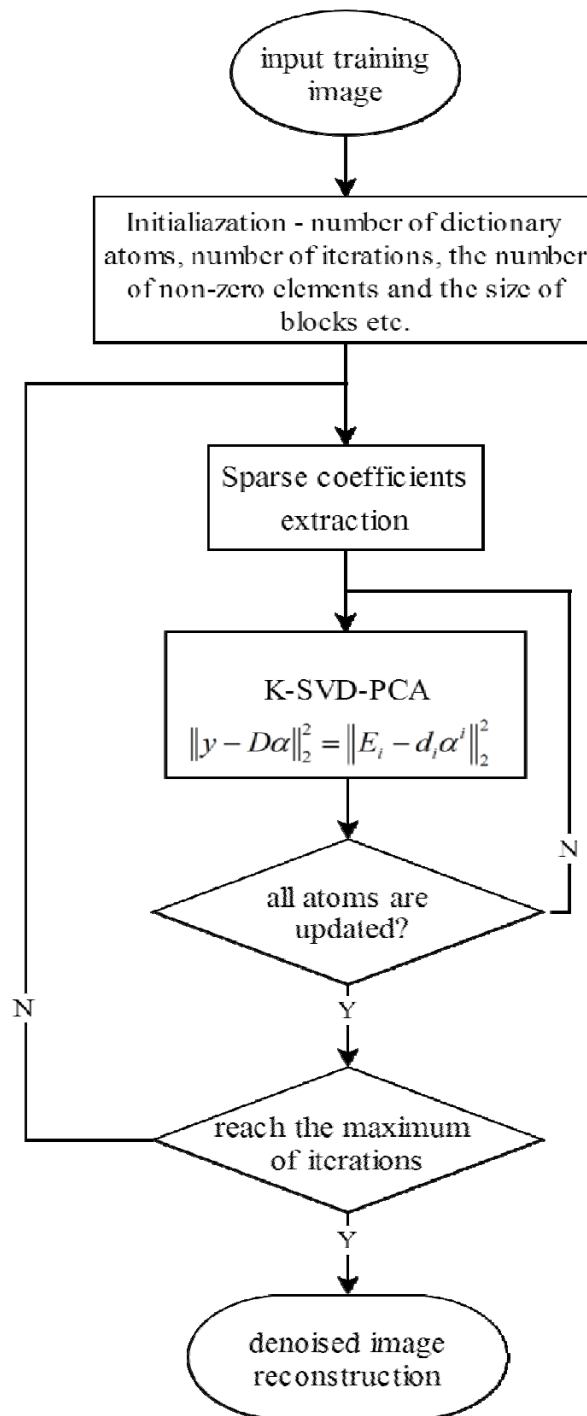 input training
image
Initialiazation - number of dictionary
atoms, number of iterations, the number
of non-zero elements and the size of
blocks etc.
Sparse coefficients
extraction
K-SVD-PCA
‖y − Dα‖₂² = ‖Eᵢ − dᵢαⁱ‖₂²
N
all atoms are
updated?
Y
N
reach the maximum
of iterations
Y
denoised image
reconstruction